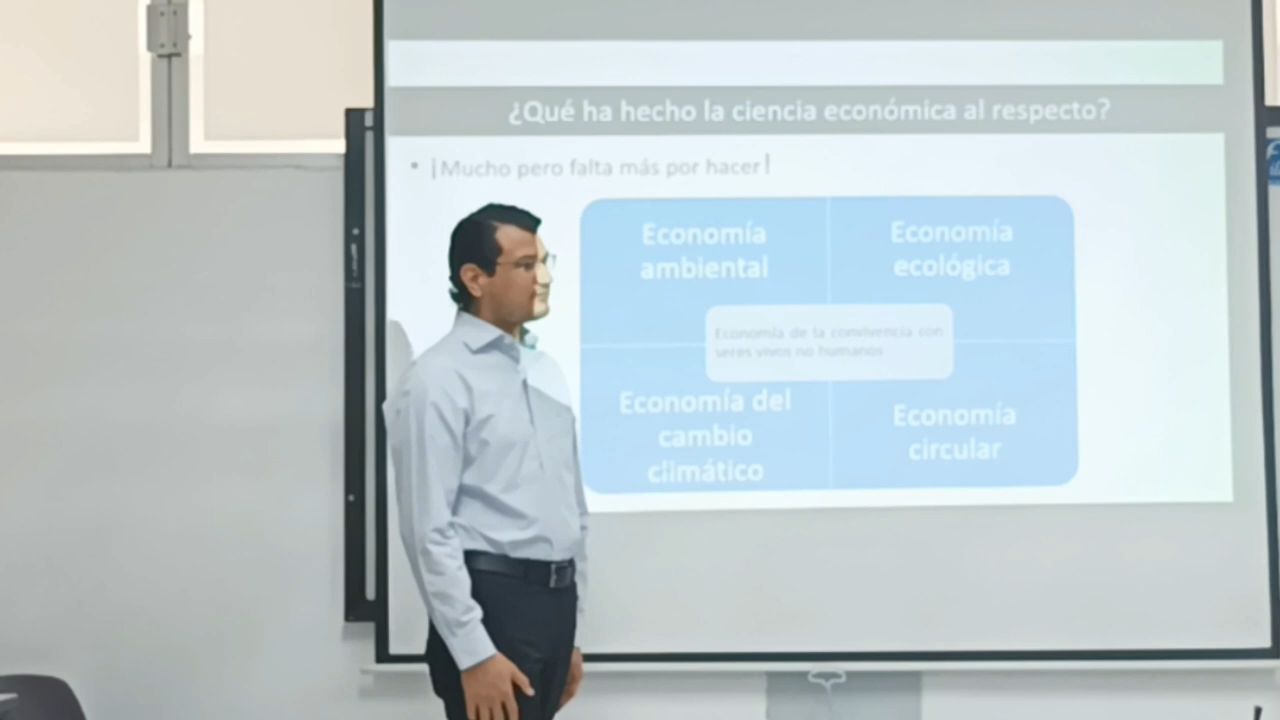 ¿Qué ha hecho la ciencia económica al respecto?
• ¡Mucho pero falta más por hacer!
Economía
ambiental
Economía
ecológica
Economía de la convivencia con
seres vivos no humanos
Economía del
cambio
climático
Economía
circular